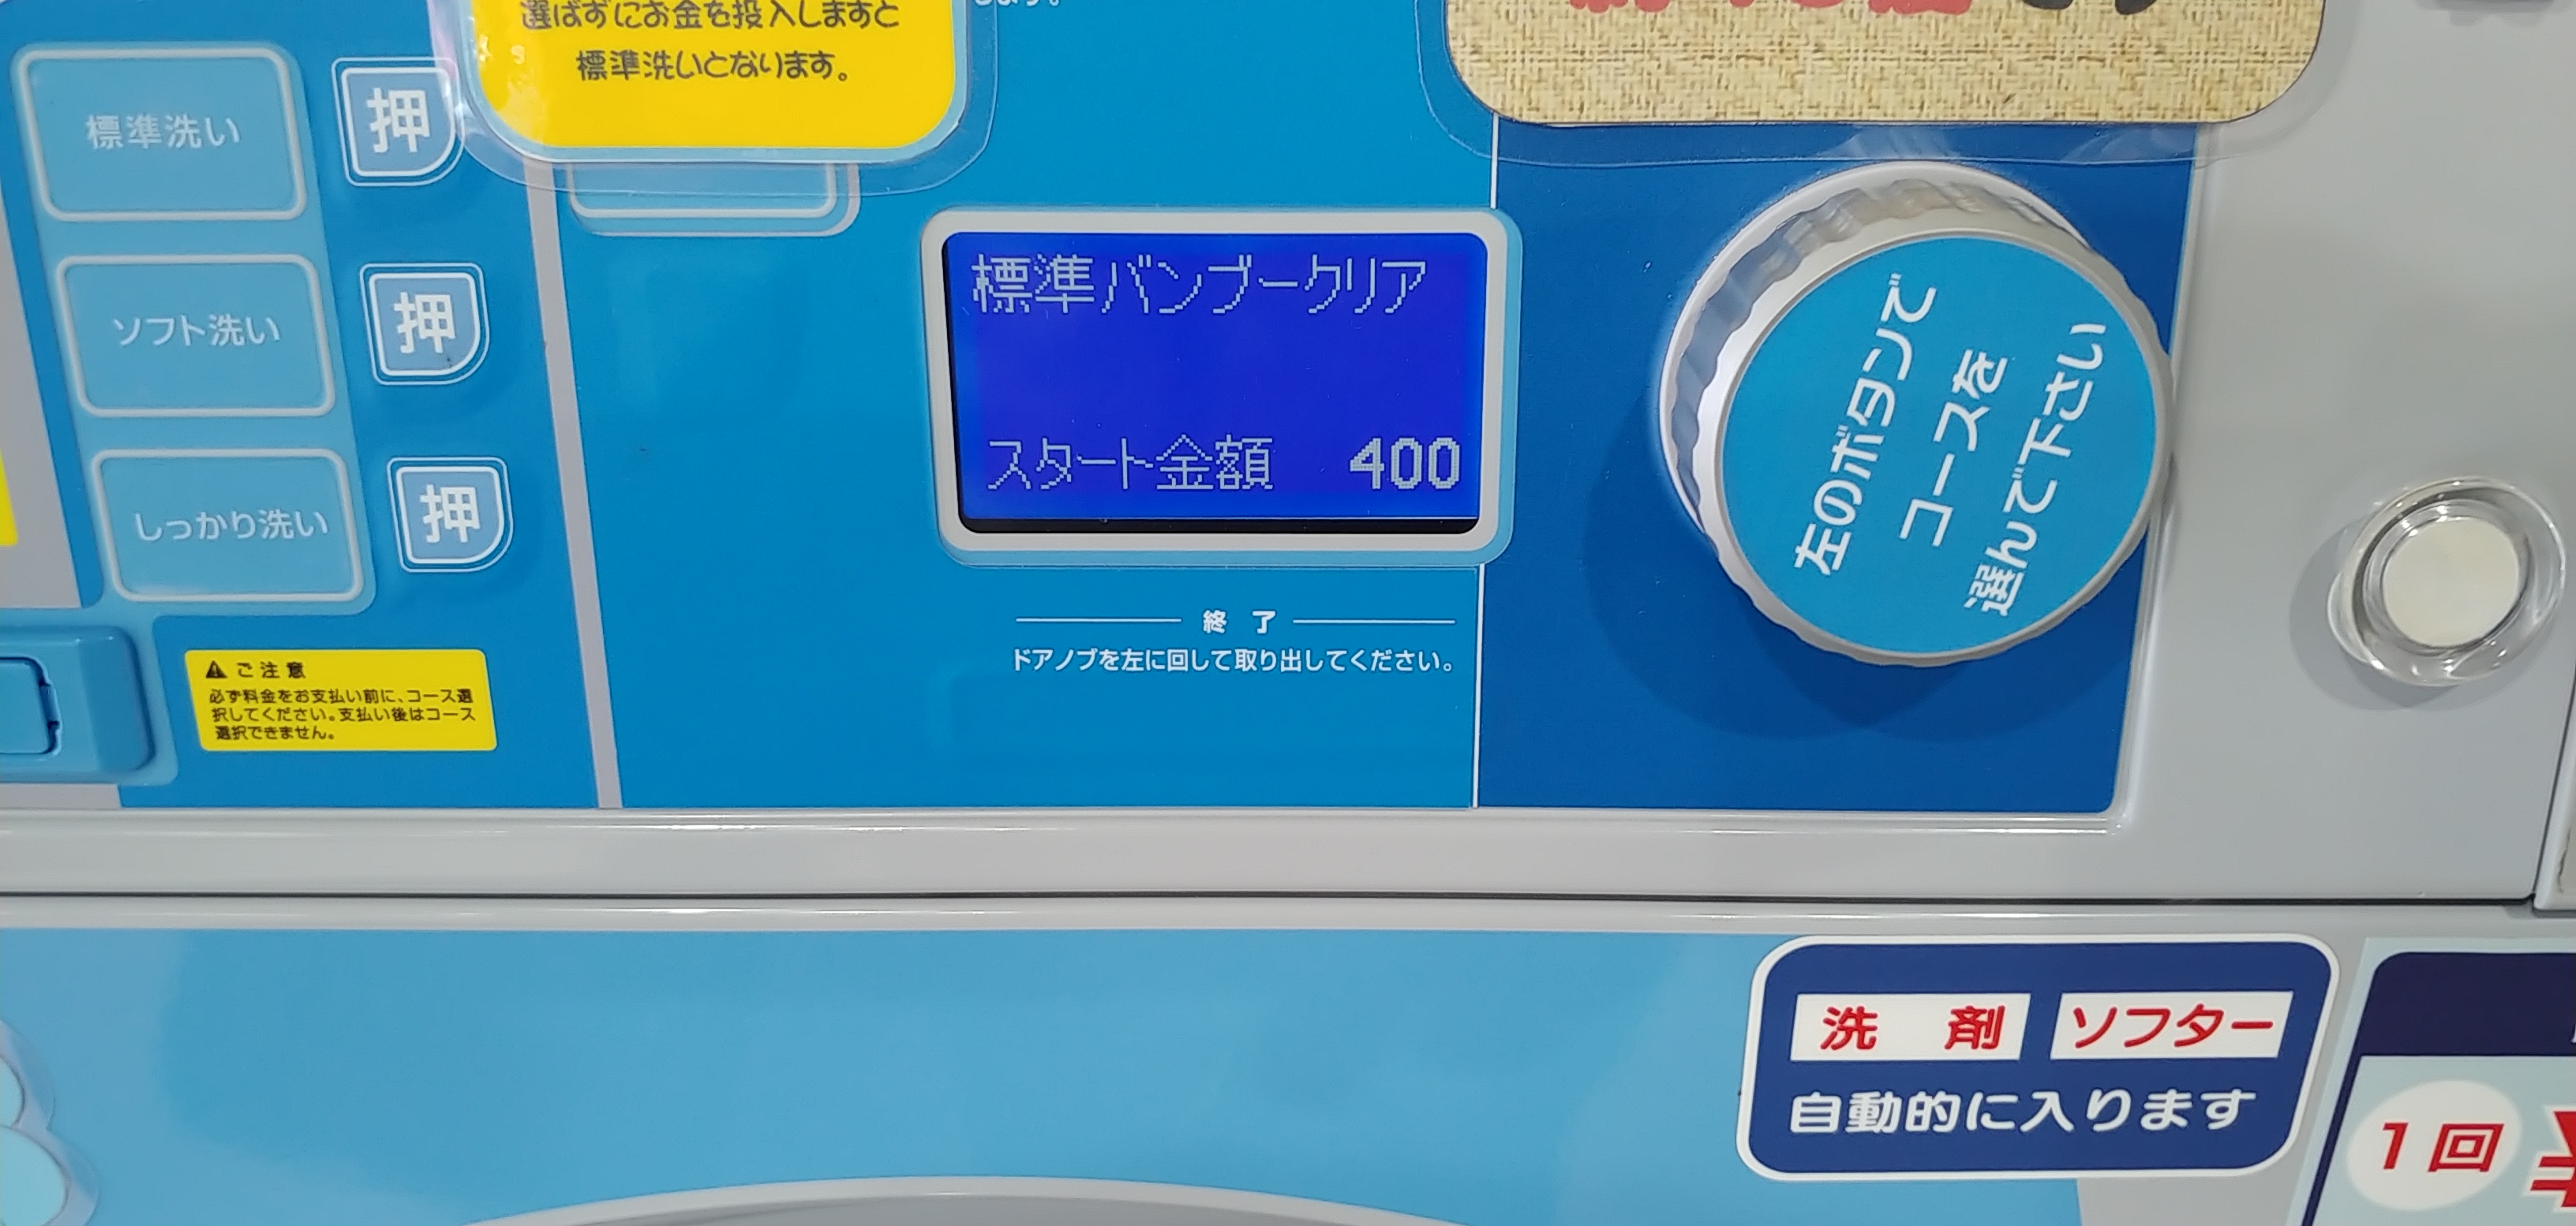 選ばずにお金を投入しますと
標準洗いとなります。
標準洗い
押
ソフト洗い
押
しっかり洗い
押
ご注意
必ず料金をお支払い前に、コース選
択してください。支払い後はコース
選択できません。
標準バンブークリア
スタート金額 400
終 了
ドアノブを左に回して取り出してください。
左のボタンで
コースを
選んで下さい
洗 剤 ソフター
自動的に入ります
1回